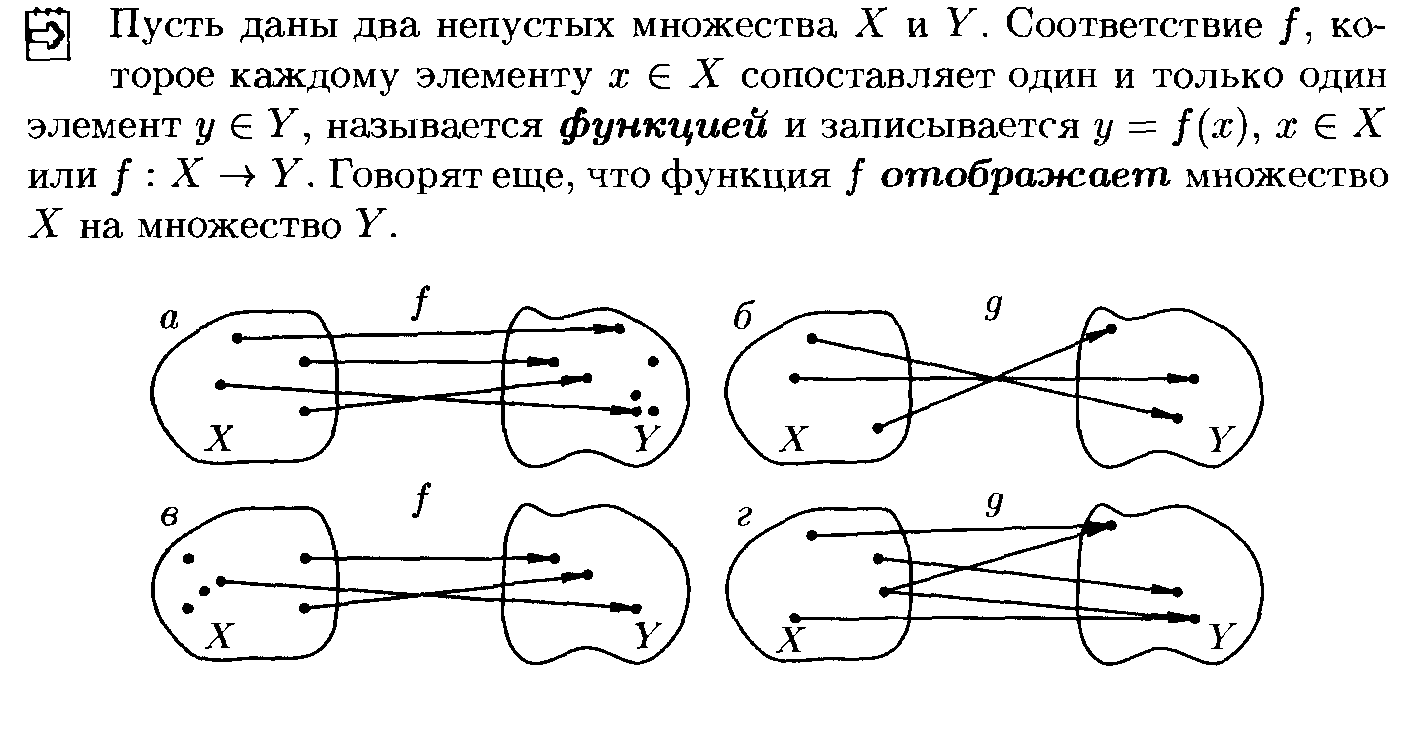 Пусть даны два непустых множества X и Y. Соответствие f, ко-
торое каждому элементу x ∈ X сопоставляет один и только один
элемент y ∈ Y, называется функцией и записывается y = f(x), x ∈ X
или f : X → Y. Говорят еще, что функция f отображает множество
X на множество Y.
а f б g
X Y X Y
в f г g
X Y X Y